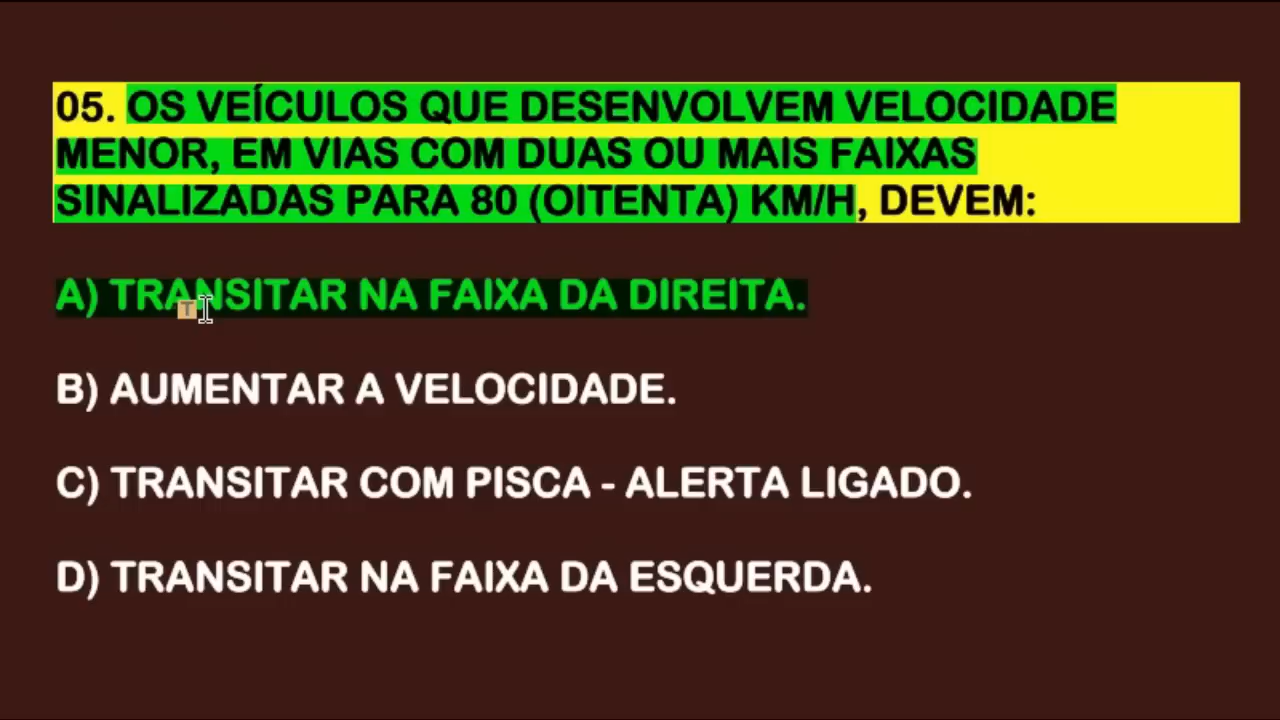 05. OS VEÍCULOS QUE DESENVOLVEM VELOCIDADE
MENOR, EM VIAS COM DUAS OU MAIS FAIXAS
SINALIZADAS PARA 80 (OITENTA) KM/H, DEVEM:
A) TRANSITAR NA FAIXA DA DIREITA.
T
B) AUMENTAR A VELOCIDADE.
C) TRANSITAR COM PISCA - ALERTA LIGADO.
D) TRANSITAR NA FAIXA DA ESQUERDA.